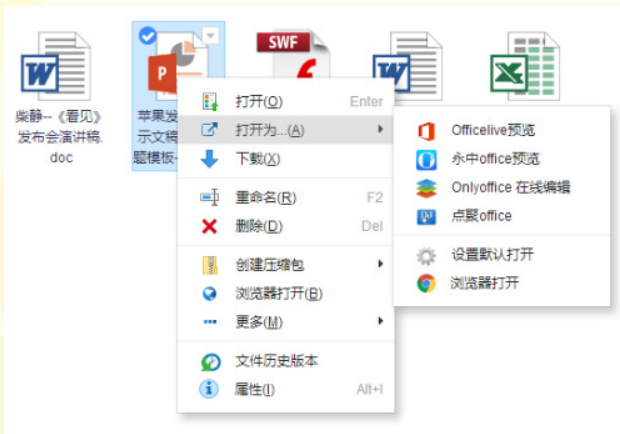 SWF
W
P
W
X
柴静--《看见》
发布会演讲稿.
doc
苹果发
示文稿
题模板-
打开(O) Enter
打开为...(A)
下载(X)
重命名(R) F2
删除(D) Del
创建压缩包
浏览器打开(B)
更多(M)
文件历史版本
属性(I) Alt+I
Officelive预览
永中office预览
Onlyoffice 在线编辑
点聚office
设置默认打开
浏览器打开